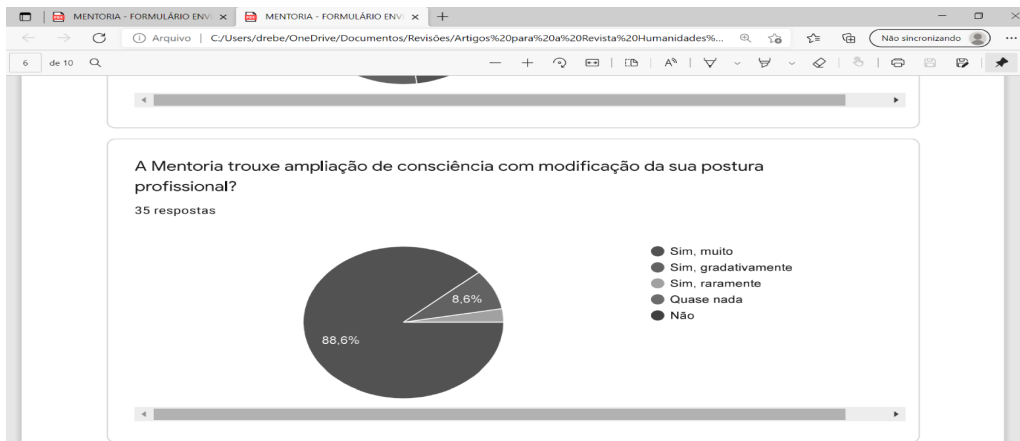 MENTORIA - FORMULÁRIO ENV
MENTORIA - FORMULÁRIO ENV
Arquivo | C:/Users/drebe/OneDrive/Documentos/Revisões/Artigos%20para%20a%20Revista%20Humanidades%...
Não sincronizando
6 de 10
A Mentoria trouxe ampliação de consciência com modificação da sua postura
profissional?
35 respostas
Sim, muito
Sim, gradativamente
Sim, raramente
Quase nada
Não
8,6%
88,6%